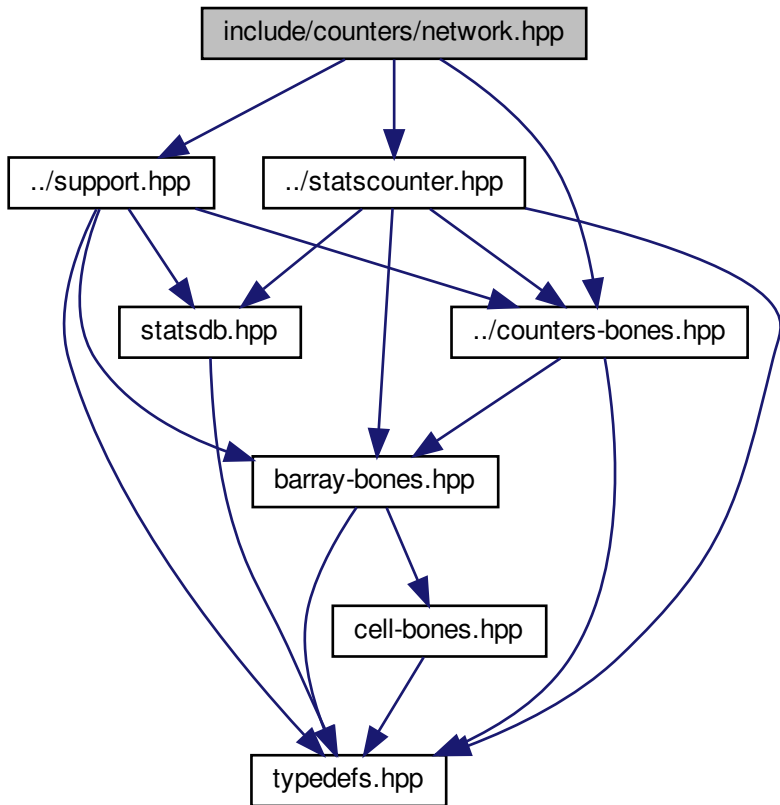 include/counters/network.hpp
../support.hpp
../statscounter.hpp
statsdb.hpp
../counters-bones.hpp
barray-bones.hpp
cell-bones.hpp
typedefs.hpp